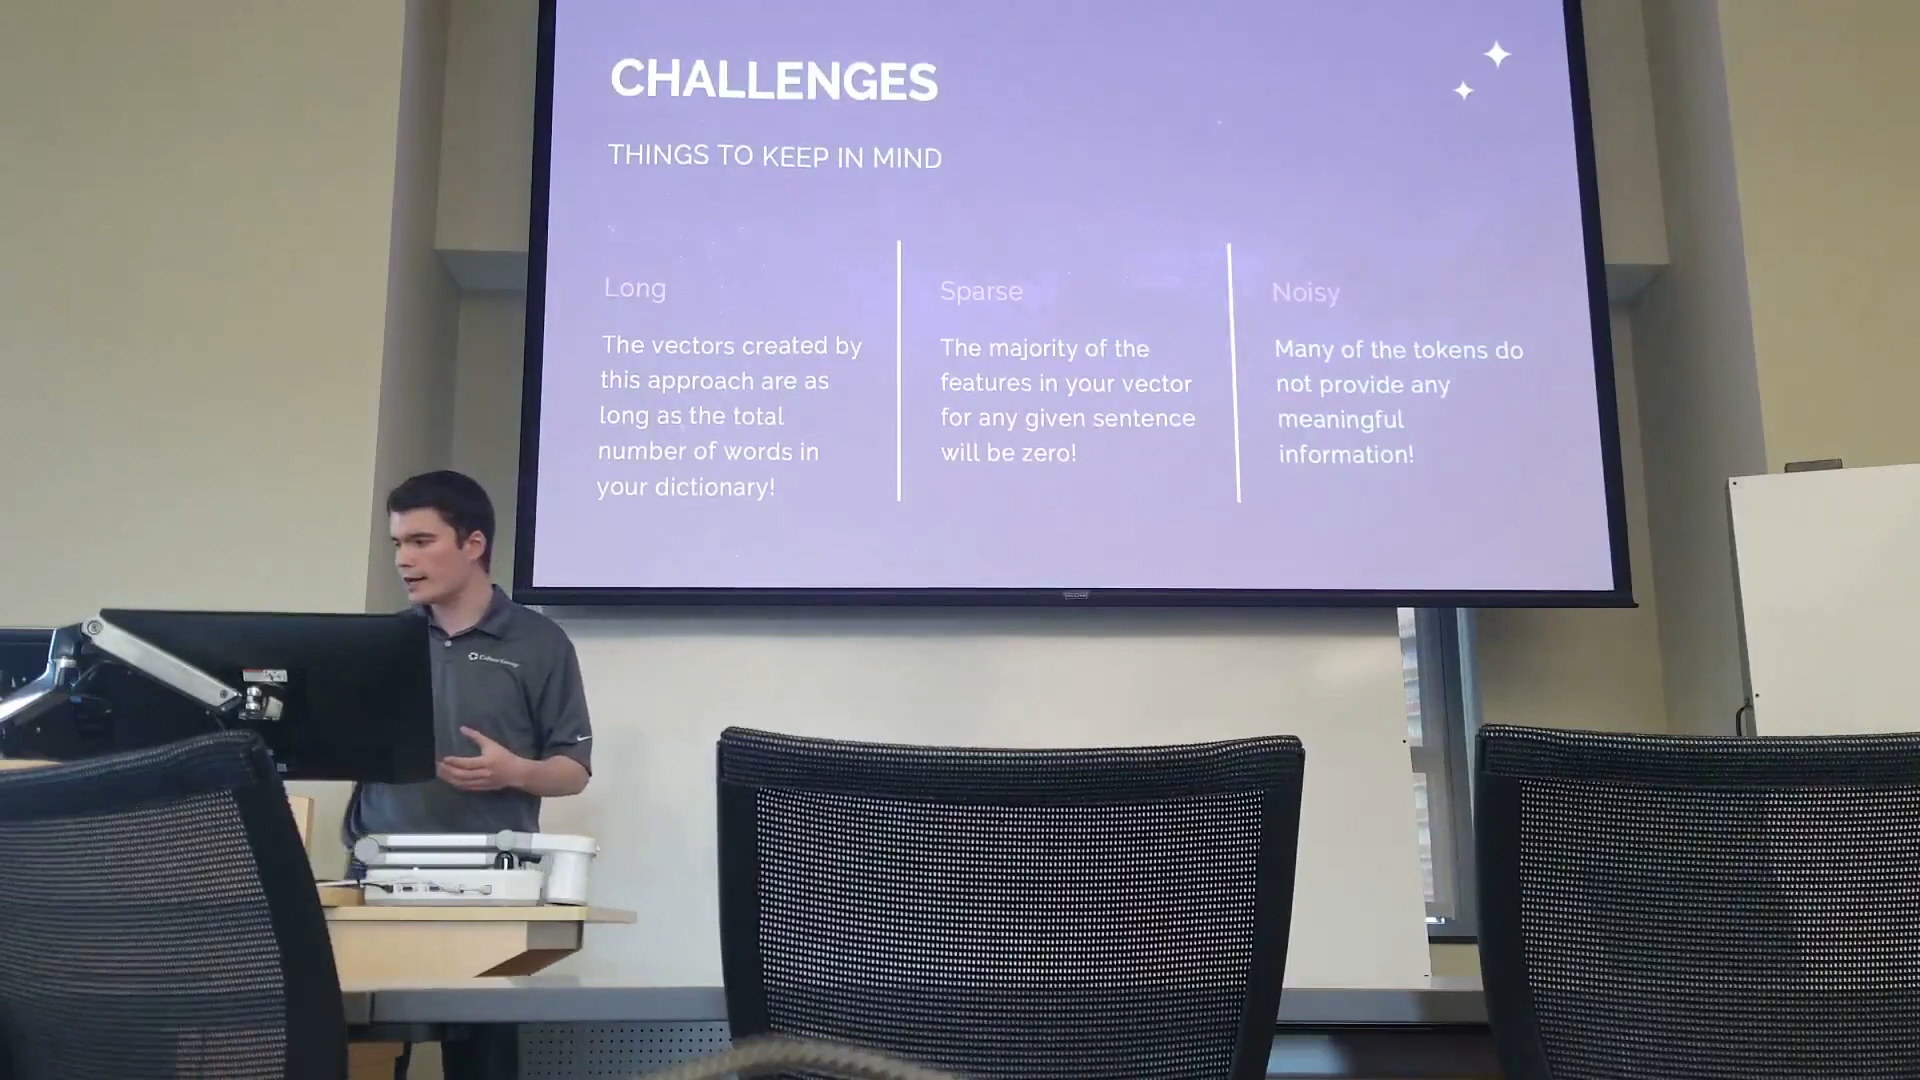 CHALLENGES
THINGS TO KEEP IN MIND
Long
The vectors created by
this approach are as
long as the total
number of words in
your dictionary!
Sparse
The majority of the
features in your vector
for any given sentence
will be zero!
Noisy
Many of the tokens do
not provide any
meaningful
information!